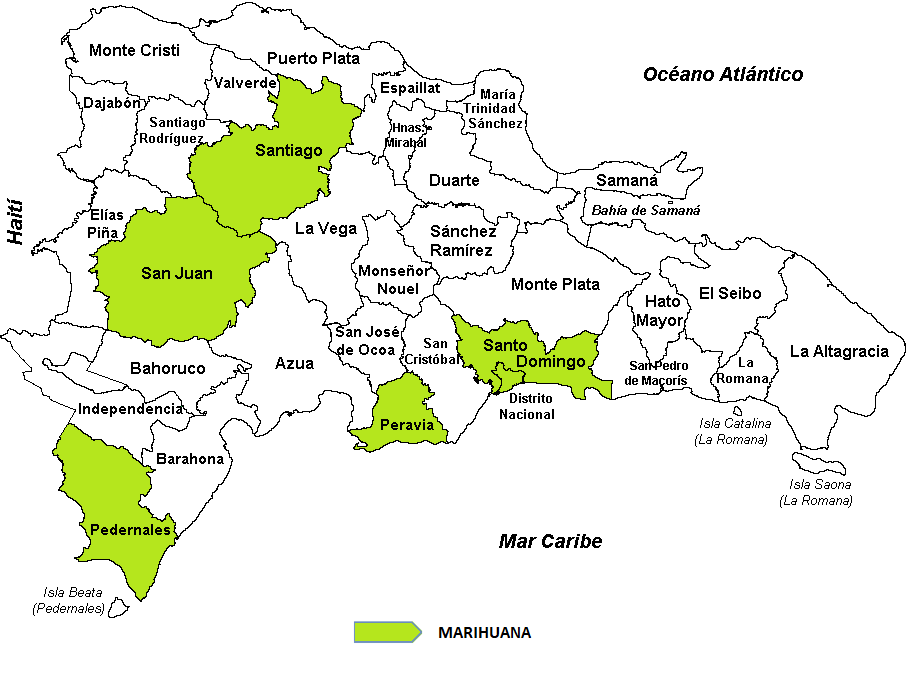 Monte Cristi
Puerto Plata
Océano Atlántico
Valverde
Espaillat
Dajabón
María
Trinidad
Sánchez
Santiago
Rodríguez
Hnas.
Mirabal
Santiago
Duarte
Samaná
Bahía de Samaná
Haití
Elías
Piña
La Vega
Sánchez
Ramírez
San Juan
Monseñor
Nouel
Monte Plata
El Seibo
Hato
Mayor
San José
de Ocoa
San
Cristóbal
Santo
Domingo
La Altagracia
Bahoruco
Azua
San Pedro
de Macorís
La
Romana
Independencia
Peravia
Distrito
Nacional
Isla Catalina
(La Romana)
Barahona
Isla Saona
(La Romana)
Pedernales
Mar Caribe
Isla Beata
(Pedernales)
MARIHUANA